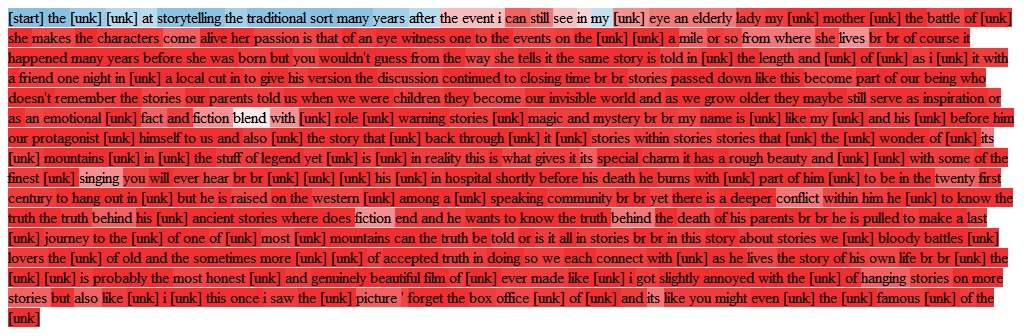 [start] the [unk] [unk] at storytelling the traditional sort many years after the event i can still see in my [unk] eye an elderly lady my [unk] mother [unk] the battle of [unk]
she makes the characters come alive her passion is that of an eye witness one to the events on the [unk] [unk] a mile or so from where she lives br br of course it
happened many years before she was born but you wouldn't guess from the way she tells it the same story is told in [unk] the length and [unk] of [unk] as i [unk] it with
a friend one night in [unk] a local cut in to give his version the discussion continued to closing time br br stories passed down like this become part of our being who
doesn't remember the stories our parents told us when we were children they become our invisible world and as we grow older they maybe still serve as inspiration or
as an emotional [unk] fact and fiction blend with [unk] role [unk] warning stories [unk] magic and mystery br br my name is [unk] like my [unk] and his [unk] before him
our protagonist [unk] himself to us and also [unk] the story that [unk] back through [unk] it [unk] stories within stories stories that [unk] the [unk] wonder of [unk] its
[unk] mountains [unk] in [unk] the stuff of legend yet [unk] is [unk] in reality this is what gives it its special charm it has a rough beauty and [unk] [unk] with some of the
finest [unk] singing you will ever hear br br [unk] [unk] [unk] his [unk] in hospital shortly before his death he burns with [unk] part of him [unk] to be in the twenty first
century to hang out in [unk] but he is raised on the western [unk] among a [unk] speaking community br br yet there is a deeper conflict within him he [unk] to know the
truth the truth behind his [unk] ancient stories where does fiction end and he wants to know the truth behind the death of his parents br br he is pulled to make a last
[unk] journey to the [unk] of one of [unk] most [unk] mountains can the truth be told or is it all in stories br br in this story about stories we [unk] bloody battles [unk]
lovers the [unk] of old and the sometimes more [unk] [unk] of accepted truth in doing so we each connect with [unk] as he lives the story of his own life br br [unk] the
[unk] [unk] is probably the most honest [unk] and genuinely beautiful film of [unk] ever made like [unk] i got slightly annoyed with the [unk] of hanging stories on more
stories but also like [unk] i [unk] this once i saw the [unk] picture ' forget the box office [unk] of [unk] and its like you might even [unk] the [unk] famous [unk] of the
[unk]